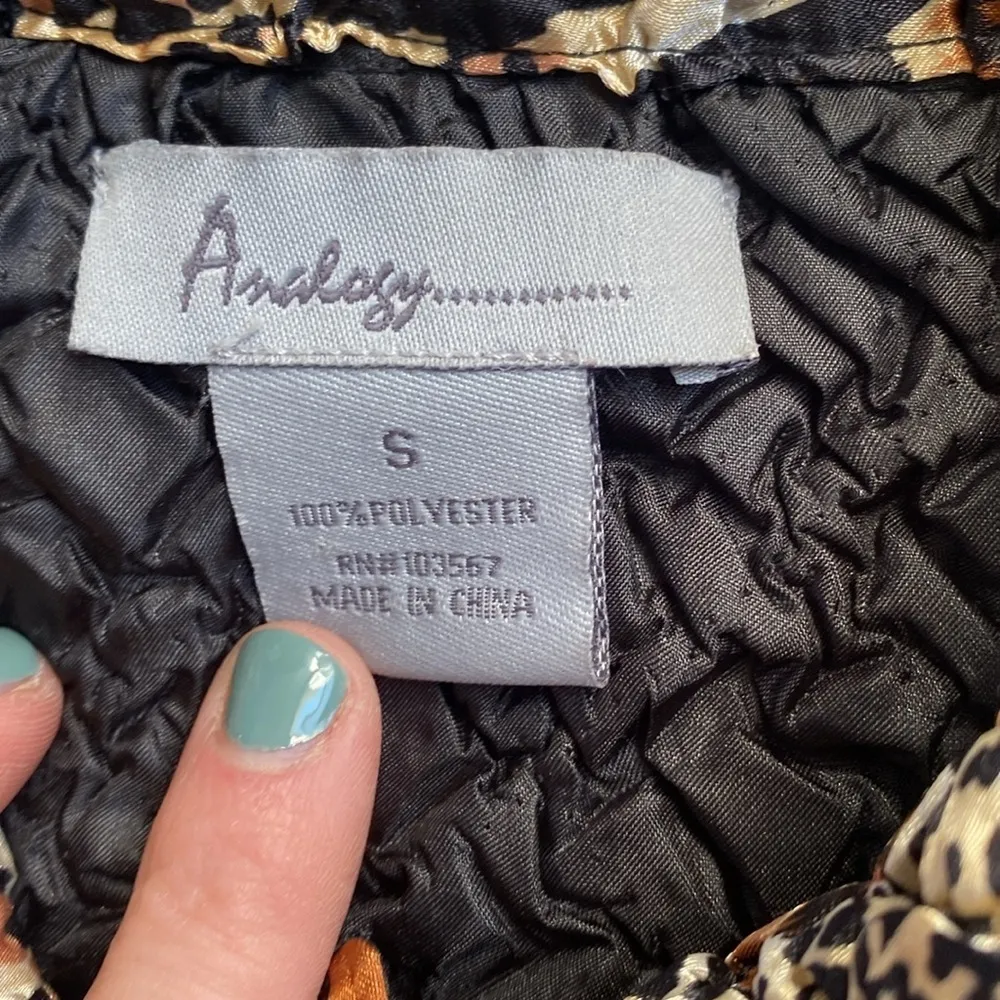 Analogy.............
S
100%POLYESTER
RN#103567
MADE IN CHINA